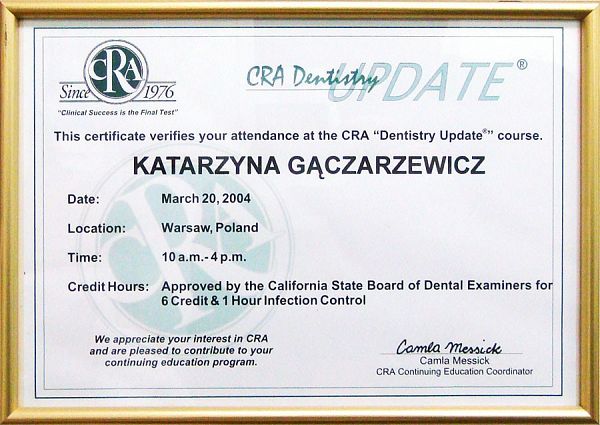 CRA
Since 1976
"Clinical Success is the Final Test"
CRA Dentistry UPDATE®
This certificate verifies your attendance at the CRA "Dentistry Update®" course.
KATARZYNA GĄCZARZEWICZ
Date: March 20, 2004
Location: Warsaw, Poland
Time: 10 a.m.- 4 p.m.
Credit Hours: Approved by the California State Board of Dental Examiners for
6 Credit & 1 Hour Infection Control
CRA
We appreciate your interest in CRA
and are pleased to contribute to your
continuing education program.
Camla Messick
Camla Messick
CRA Continuing Education Coordinator